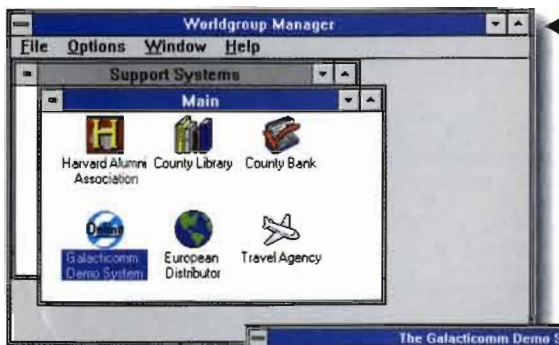 Worldgroup Manager
File Options Window Help
Support Systems
Main
Harvard Alumni
Association
County Library
County Bank
Online
Galacticomm
Demo System
European
Distributor
Travel Agency
The Galacticomm Demo S